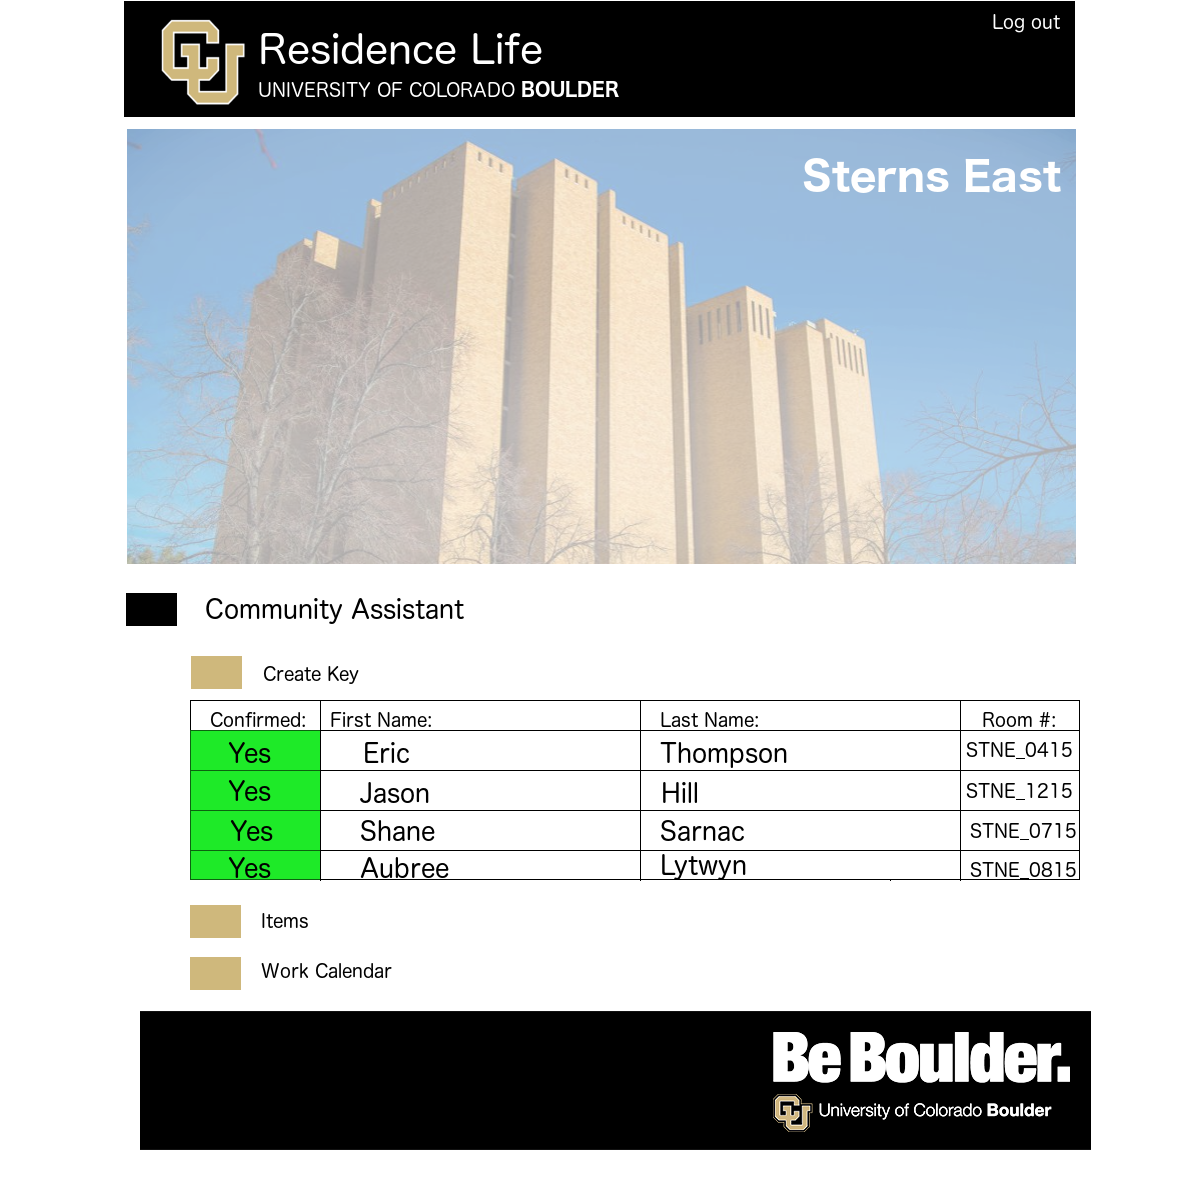 Log out
Residence Life
UNIVERSITY OF COLORADO BOULDER
Sterns East
Community Assistant
Create Key
Confirmed: First Name: Last Name: Room #:
Yes Eric Thompson STNE_0415
Yes Jason Hill STNE_1215
Yes Shane Sarnac STNE_0715
Yes Aubree Lytwyn STNE_0815
Items
Work Calendar
Be Boulder.
CU University of Colorado Boulder